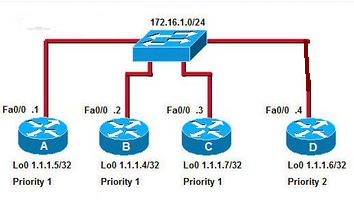 172.16.1.0/24
Fa0/0 .1
Fa0/0 .2
Fa0/0 .3
Fa0/0 .4
A
B
C
D
Lo0 1.1.1.5/32
Lo0 1.1.1.4/32
Lo0 1.1.1.7/32
Lo0 1.1.1.6/32
Priority 1
Priority 1
Priority 1
Priority 2